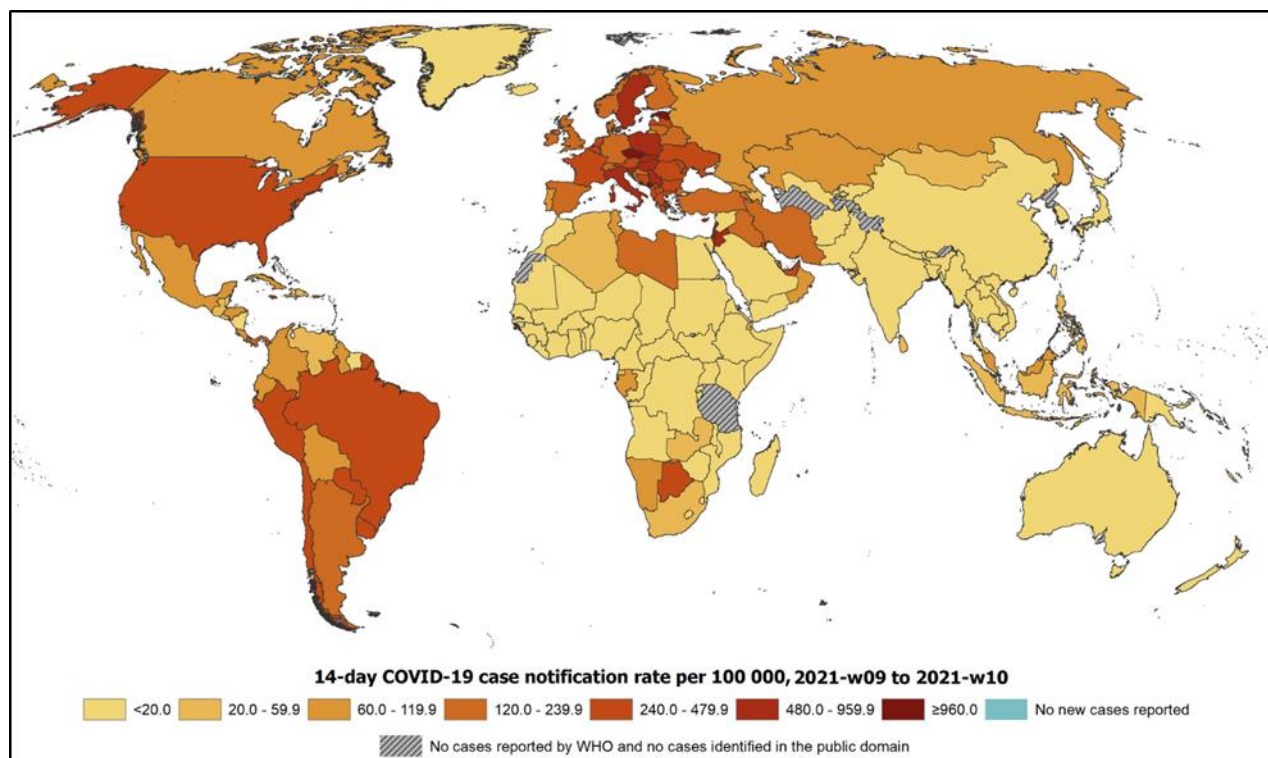 14-day COVID-19 case notification rate per 100 000, 2021-w09 to 2021-w10
<20.0 20.0 - 59.9 60.0 - 119.9 120.0 - 239.9 240.0 - 479.9 480.0 - 959.9 ≥960.0 No new cases reported
No cases reported by WHO and no cases identified in the public domain